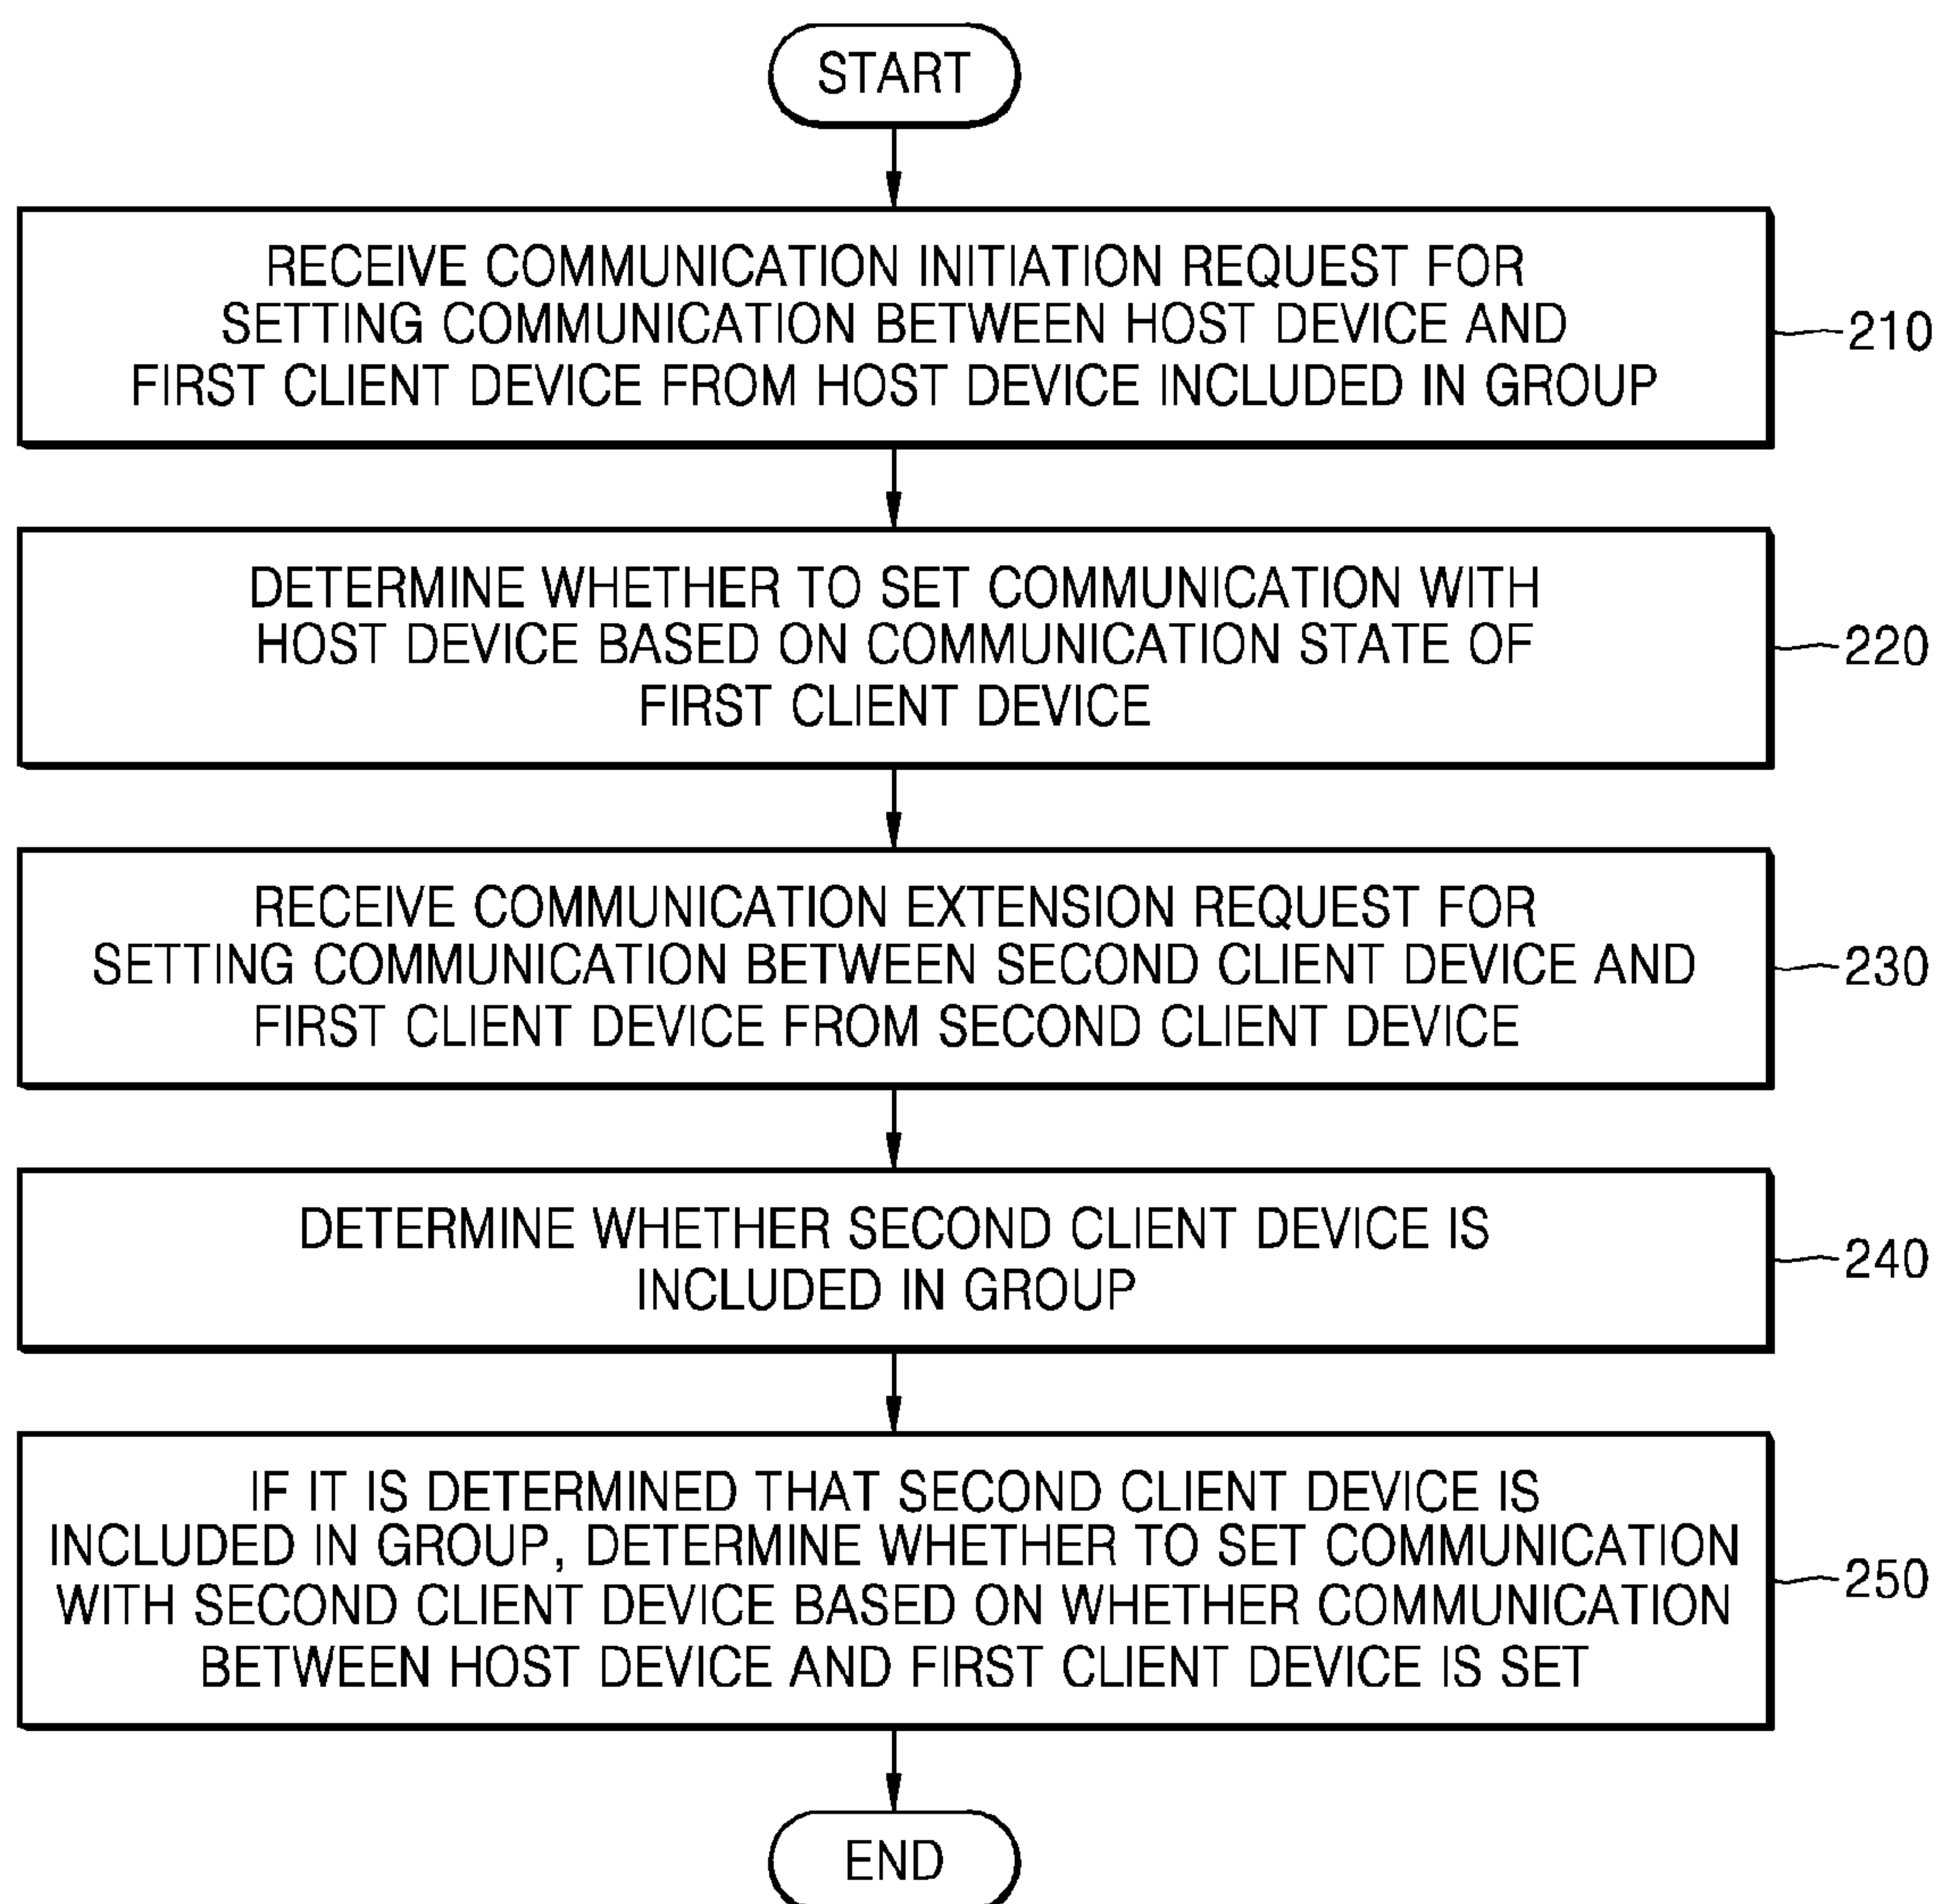 START
RECEIVE COMMUNICATION INITIATION REQUEST FOR
SETTING COMMUNICATION BETWEEN HOST DEVICE AND
FIRST CLIENT DEVICE FROM HOST DEVICE INCLUDED IN GROUP
210
DETERMINE WHETHER TO SET COMMUNICATION WITH
HOST DEVICE BASED ON COMMUNICATION STATE OF
FIRST CLIENT DEVICE
220
RECEIVE COMMUNICATION EXTENSION REQUEST FOR
SETTING COMMUNICATION BETWEEN SECOND CLIENT DEVICE AND
FIRST CLIENT DEVICE FROM SECOND CLIENT DEVICE
230
DETERMINE WHETHER SECOND CLIENT DEVICE IS
INCLUDED IN GROUP
240
IF IT IS DETERMINED THAT SECOND CLIENT DEVICE IS
INCLUDED IN GROUP, DETERMINE WHETHER TO SET COMMUNICATION
WITH SECOND CLIENT DEVICE BASED ON WHETHER COMMUNICATION
BETWEEN HOST DEVICE AND FIRST CLIENT DEVICE IS SET
250
END